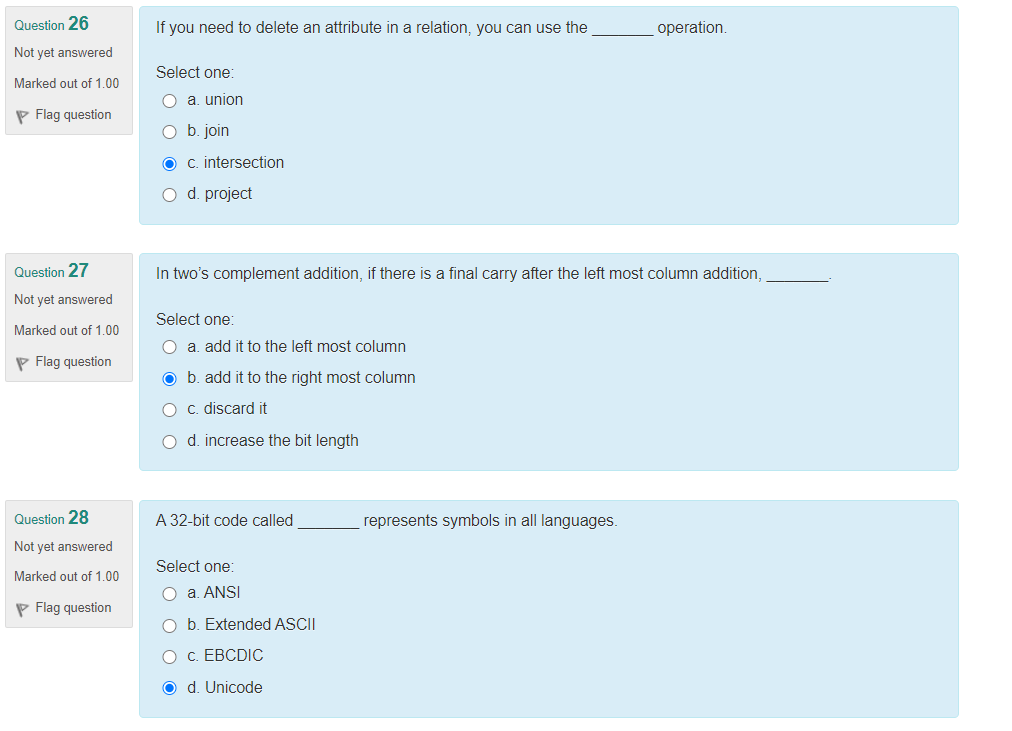 Question 26
Not yet answered
Marked out of 1.00
Flag question
If you need to delete an attribute in a relation, you can use the _______ operation.
Select one:
a. union
b. join
c. intersection
d. project
Question 27
Not yet answered
Marked out of 1.00
Flag question
In two's complement addition, if there is a final carry after the left most column addition, _______.
Select one:
a. add it to the left most column
b. add it to the right most column
c. discard it
d. increase the bit length
Question 28
Not yet answered
Marked out of 1.00
Flag question
A 32-bit code called _______ represents symbols in all languages.
Select one:
a. ANSI
b. Extended ASCII
c. EBCDIC
d. Unicode